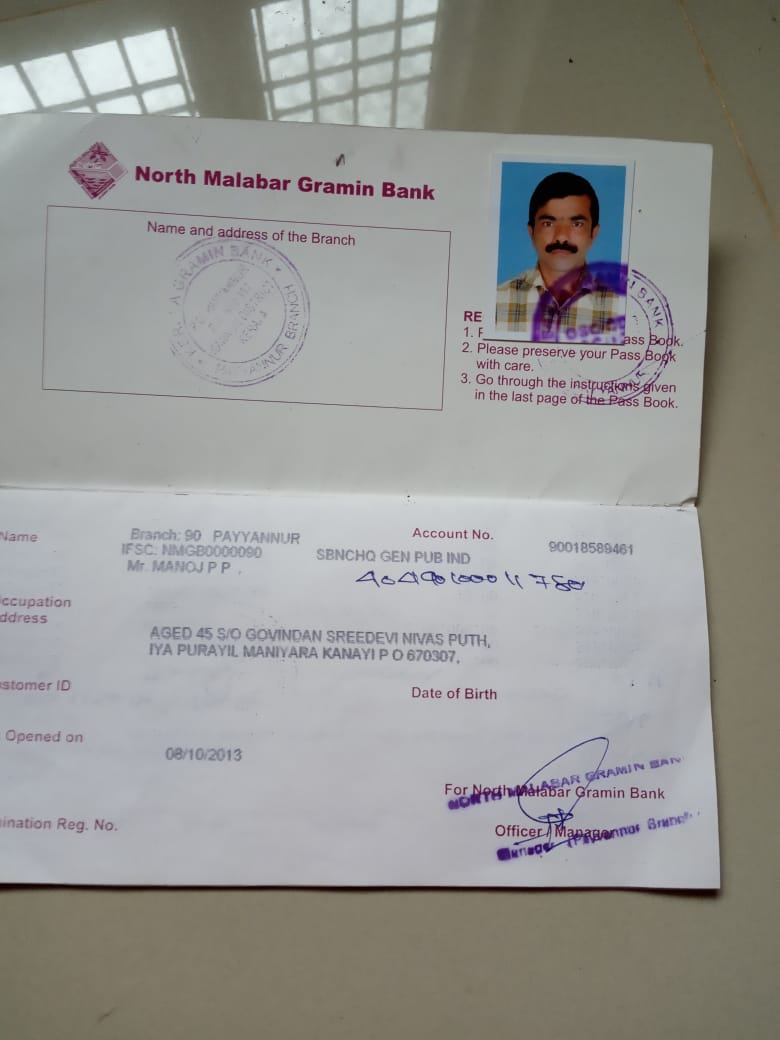 North Malabar Gramin Bank
Name and address of the Branch
GRAMIN BANK
PAYYANNUR BRANCH
BANK
RE
1. ass Book.
2. Please preserve your Pass Book
with care.
3. Go through the instructions given
in the last page of the Pass Book.
Name
Branch: 90 PAYYANNUR
Account No.
90018589461
IFSC: NMGB0000090
SBNCHQ GEN PUB IND
Mr. MANOJ P P .
ccupation
ddress
AGED 45 S/O GOVINDAN SREEDEVI NIVAS PUTH,
IYA PURAYIL MANIYARA KANAYI P O 670307,
stomer ID
Date of Birth
Opened on
08/10/2013
NORTH MALABAR GRAMIN BAN
For North Malabar Gramin Bank
ination Reg. No.
Officer / Manager
Manager (Payyannur Branch)